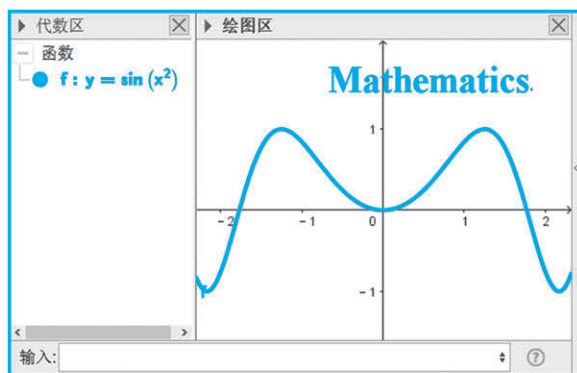 代数区
绘图区
函数
f : y = sin (x²)
Mathematics
1
-2
-1
0
1
2
-1
f
输入: